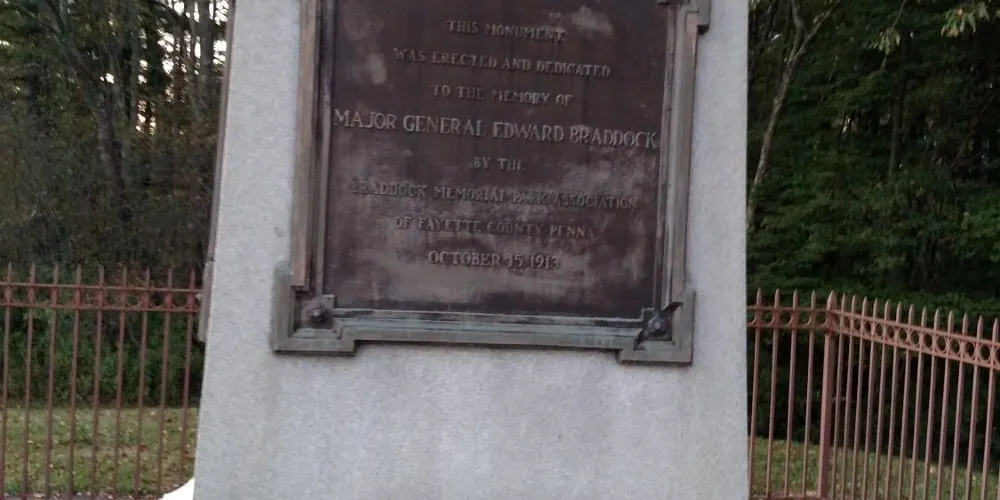 THIS MONUMENT
WAS ERECTED AND DEDICATED
TO THE MEMORY OF
MAJOR GENERAL EDWARD BRADDOCK
BY THE
BRADDOCK MEMORIAL PARK ASSOCIATION
OF FAYETTE COUNTY PENNA.
OCTOBER 15, 1913